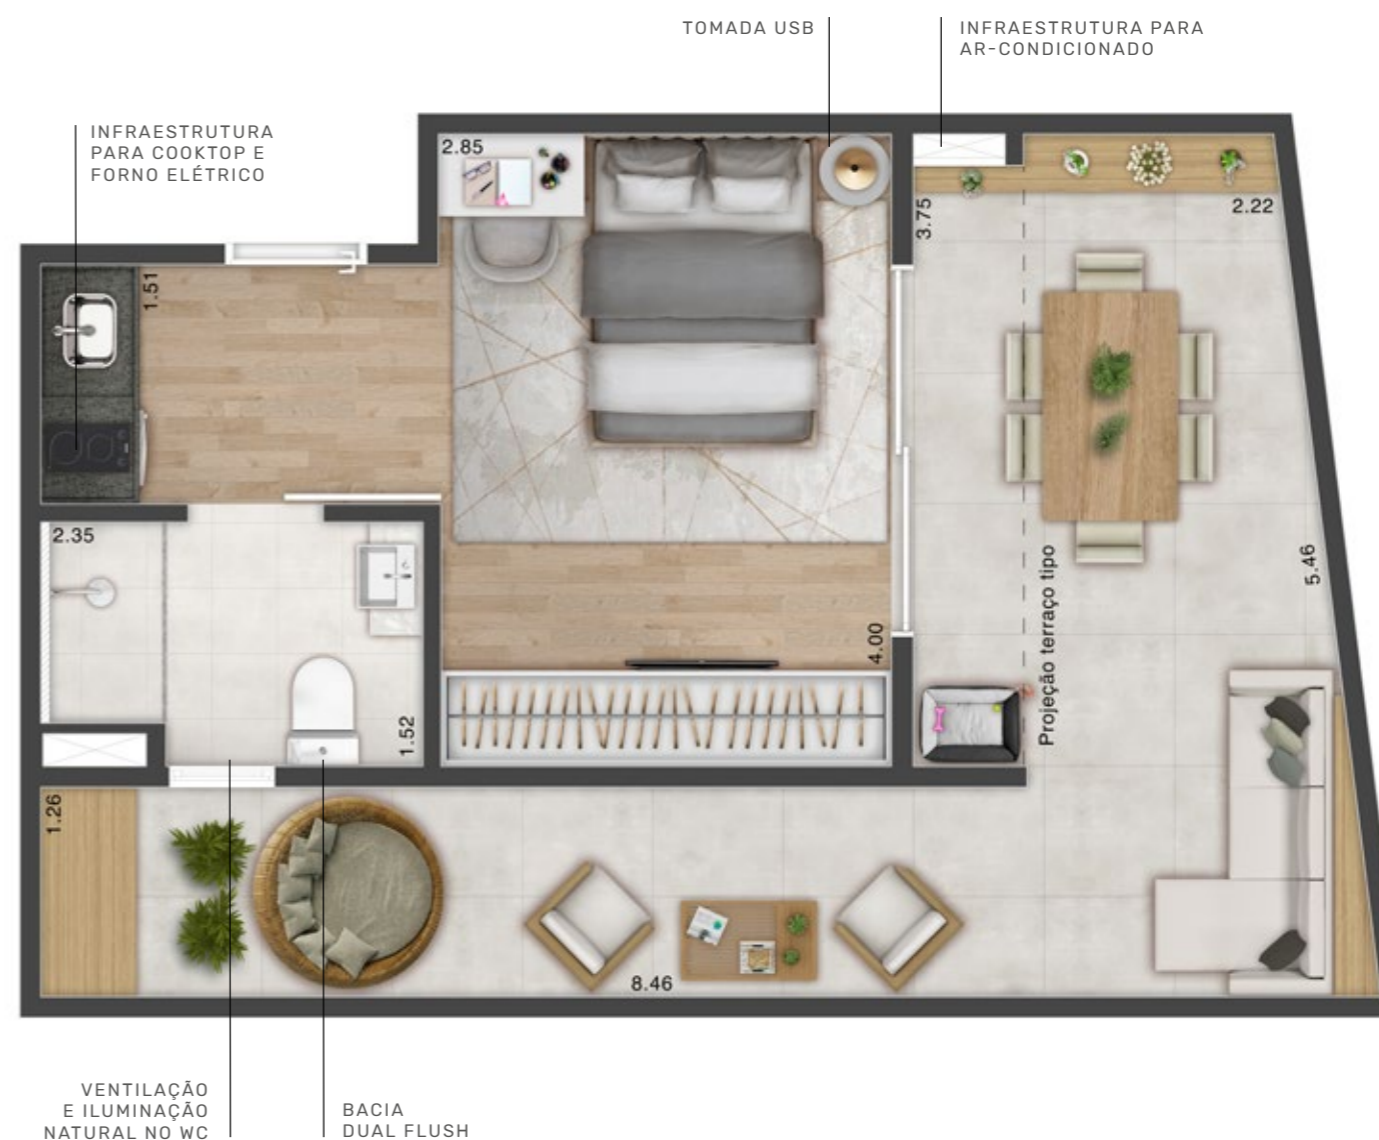 TOMADA USB
INFRAESTRUTURA PARA
AR-CONDICIONADO
INFRAESTRUTURA
PARA COOKTOP E
FORNO ELÉTRICO
2.85
3.75
2.22
1.51
2.35
5.46
Projeção terraço tipo
4.00
1.52
1.26
8.46
VENTILAÇÃO
E ILUMINAÇÃO
NATURAL NO WC
BACIA
DUAL FLUSH